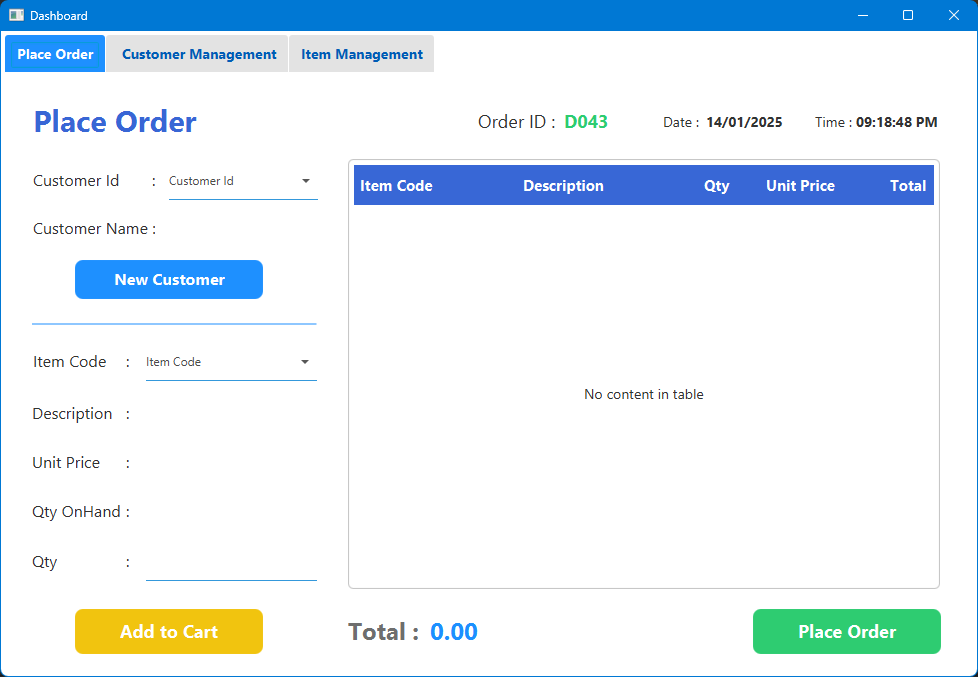 Dashboard
Place Order Customer Management Item Management
Place Order
Order ID : D043 Date : 14/01/2025 Time : 09:18:48 PM
Customer Id : Customer Id
Customer Name :
New Customer
Item Code : Item Code
Description :
Unit Price :
Qty OnHand :
Qty :
Add to Cart
Item Code Description Qty Unit Price Total
No content in table
Total : 0.00
Place Order